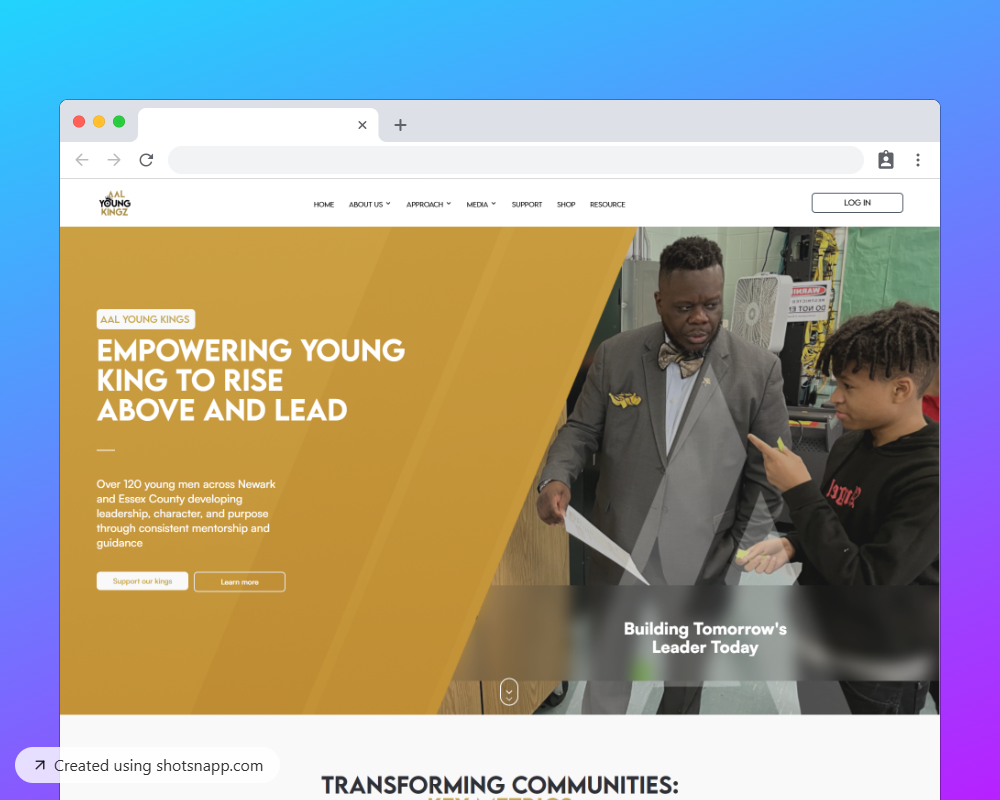 AAL
YOUNG
KINGZ
HOME
ABOUT US
APPROACH
MEDIA
SUPPORT
SHOP
RESOURCE
LOG IN
AAL YOUNG KINGS
EMPOWERING YOUNG
KING TO RISE
ABOVE AND LEAD
Over 120 young men across Newark
and Essex County developing
leadership, character, and purpose
through consistent mentorship and
guidance
Support our kings
Learn more
Building Tomorrow's
Leader Today
TRANSFORMING COMMUNITIES:
KEY METRICS
Created using shotsnapp.com